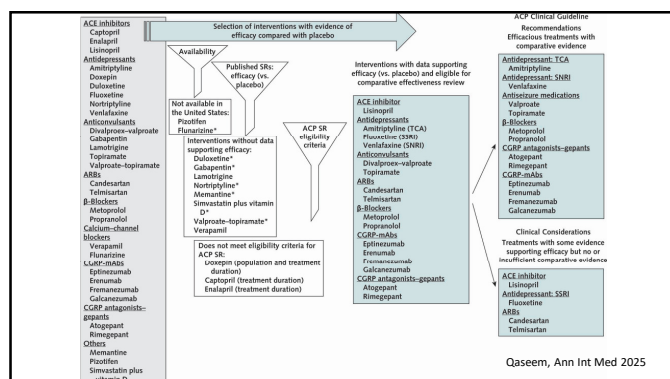 ACE inhibitors
Captopril
Enalapril
Lisinopril
Antidepressants
Amitriptyline
Doxepin
Duloxetine
Fluoxetine
Nortriptyline
Venlafaxine
Anticonvulsants
Divalproex–valproate
Gabapentin
Lamotrigine
Topiramate
Valproate–topiramate
ARBs
Candesartan
Telmisartan
β-Blockers
Metoprolol
Propranolol
Calcium-channel
blockers
Verapamil
Flunarizine
CGRP-mAbs
Eptinezumab
Erenumab
Fremanezumab
Galcanezumab
CGRP antagonists–
gepants
Atogepant
Rimegepant
Others
Memantine
Pizotifen
Simvastatin plus
vitamin D
Selection of interventions with evidence of
efficacy compared with placebo
Availability
Not available in
the United States:
Pizotifen
Flunarizine*
Published SRs:
efficacy (vs.
placebo)
Interventions without data
supporting efficacy:
Duloxetine*
Gabapentin*
Lamotrigine
Nortriptyline*
Memantine*
Simvastatin plus vitamin
D*
Valproate–topiramate*
Verapamil
ACP SR
eligibility
criteria
Does not meet eligibility criteria for
ACP SR:
Doxepin (population and treatment
duration)
Captopril (treatment duration)
Enalapril (treatment duration)
Interventions with data supporting
efficacy (vs. placebo) and eligible for
comparative effectiveness review
ACE inhibitor
Lisinopril
Antidepressants
Amitriptyline (TCA)
Fluoxetine (SSRI)
Venlafaxine (SNRI)
Anticonvulsants
Divalproex–valproate
Topiramate
ARBs
Candesartan
Telmisartan
β-Blockers
Metoprolol
Propranolol
CGRP-mAbs
Eptinezumab
Erenumab
Fremanezumab
Galcanezumab
CGRP antagonists–gepants
Atogepant
Rimegepant
ACP Clinical Guideline
Recommendations
Efficacious treatments with
comparative evidence
Antidepressant: TCA
Amitriptyline
Antidepressant: SNRI
Venlafaxine
Antiseizure medications
Valproate
Topiramate
β-Blockers
Metoprolol
Propranolol
CGRP antagonists–gepants
Atogepant
Rimegepant
CGRP-mAbs
Eptinezumab
Erenumab
Fremanezumab
Galcanezumab
Clinical Considerations
Treatments with some evidence
supporting efficacy but no or
insufficient comparative evidence
ACE inhibitor
Lisinopril
Antidepressant: SSRI
Fluoxetine
ARBs
Candesartan
Telmisartan
Qaseem, Ann Int Med 2025